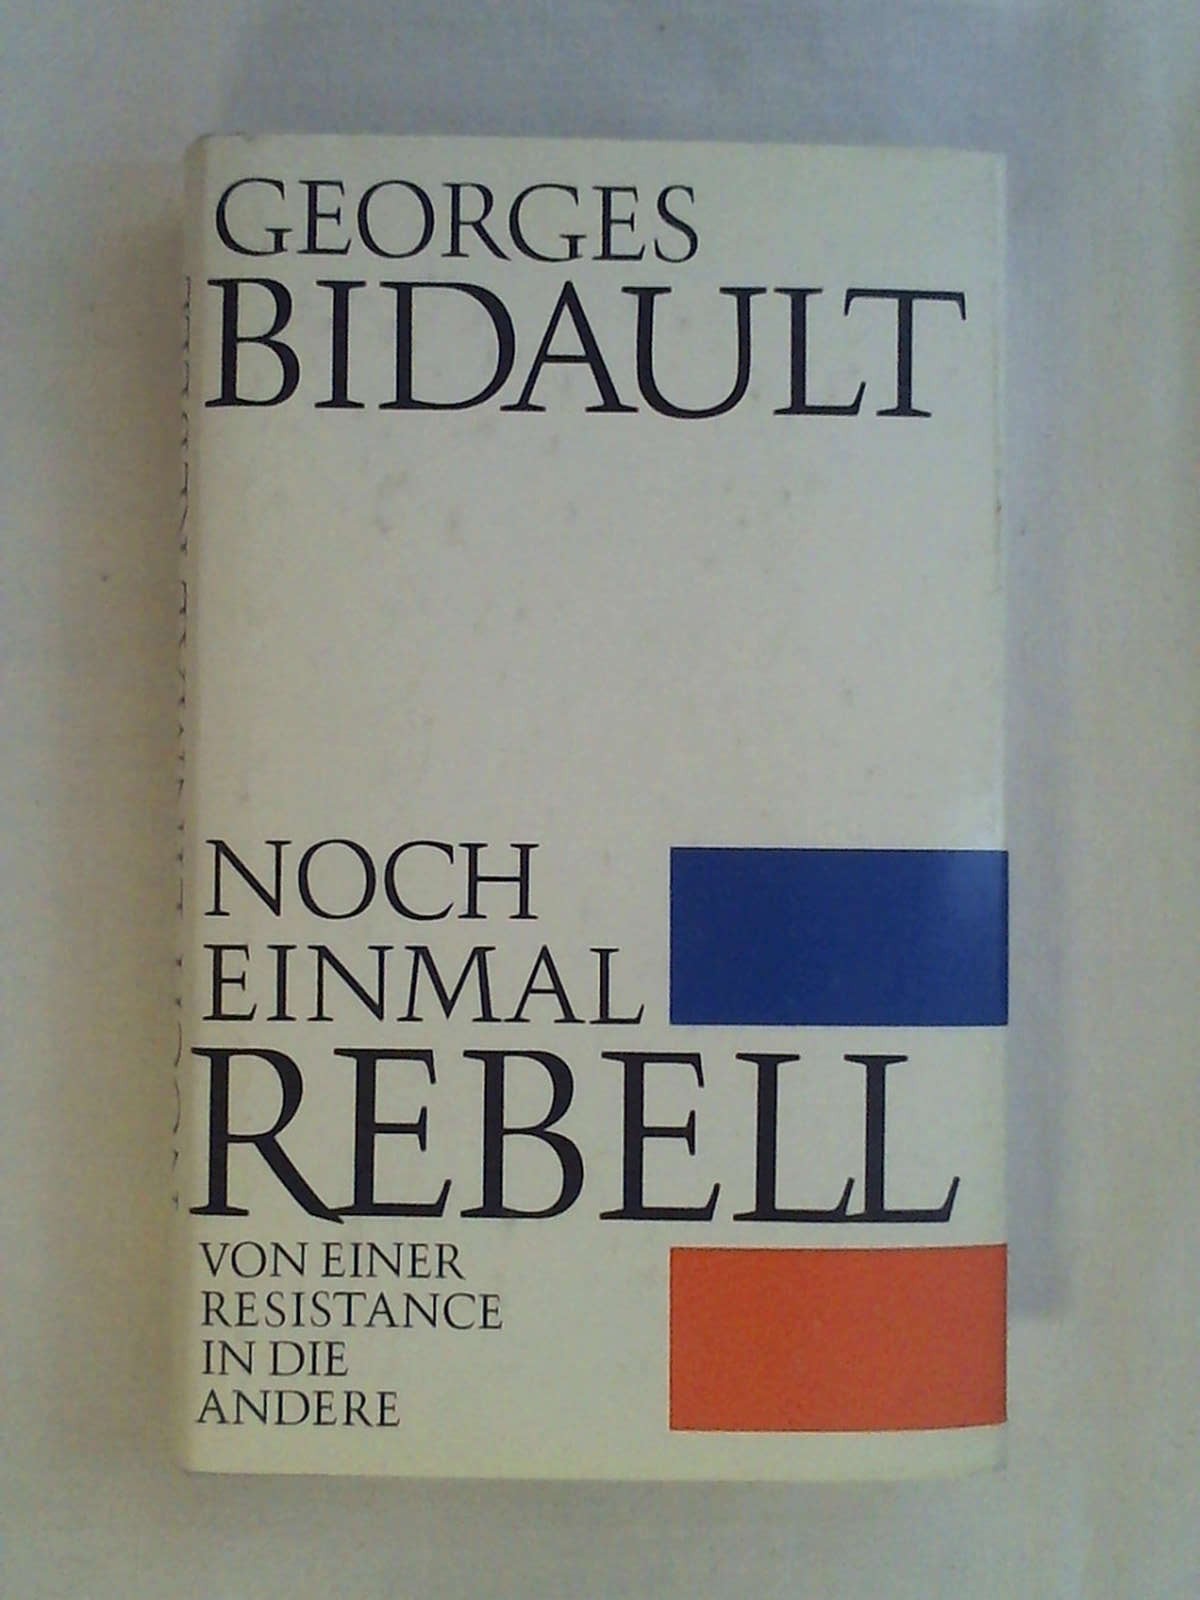 GEORGES
BIDAULT
NOCH
EINMAL
REBELL
VON EINER
RESISTANCE
IN DIE
ANDERE